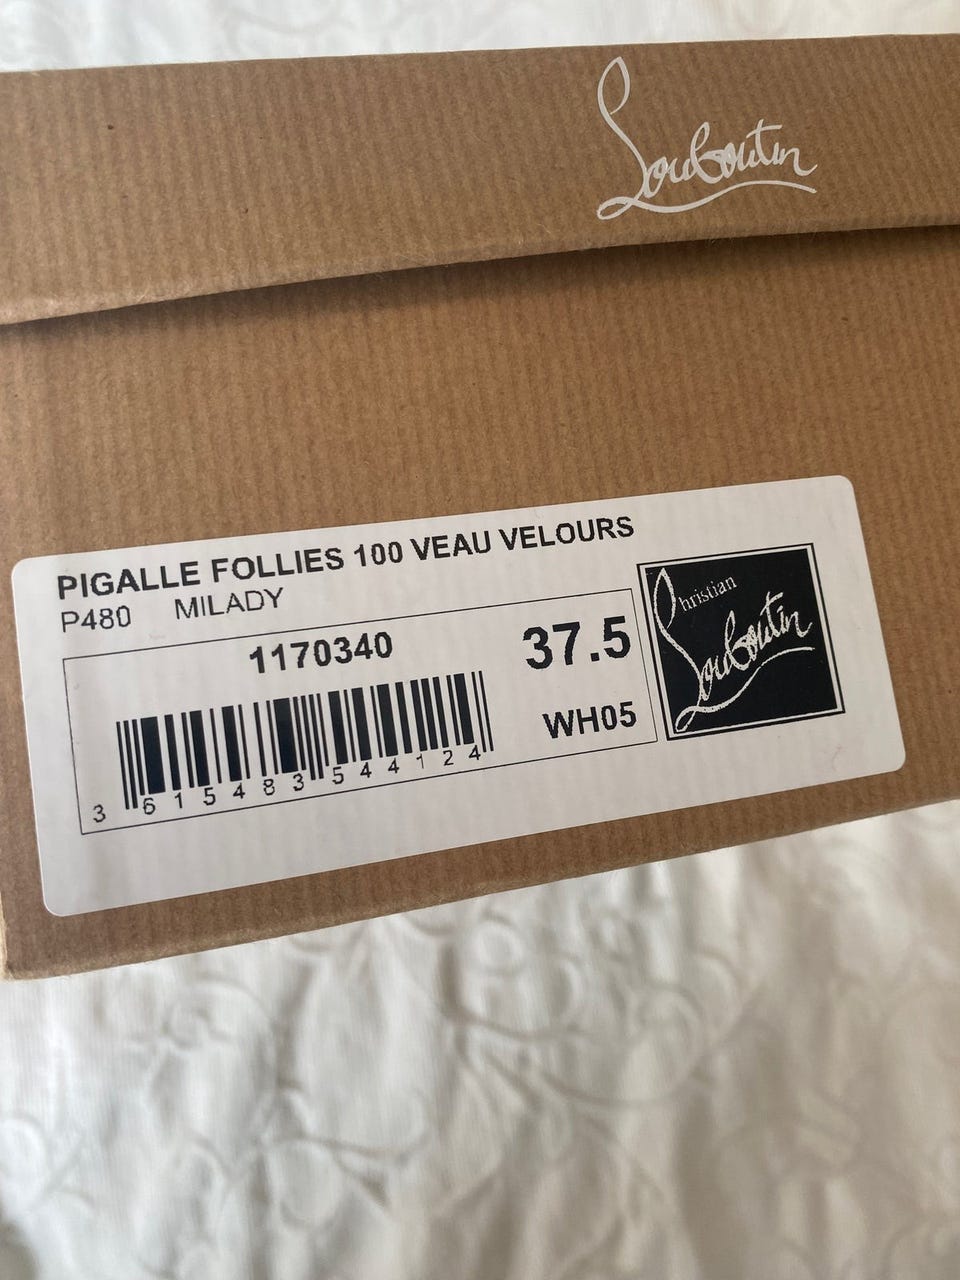 Louboutin
PIGALLE FOLLIES 100 VEAU VELOURS
P480 MILADY
1170340
37.5
WH05
3 615483 544124
Christian
Louboutin